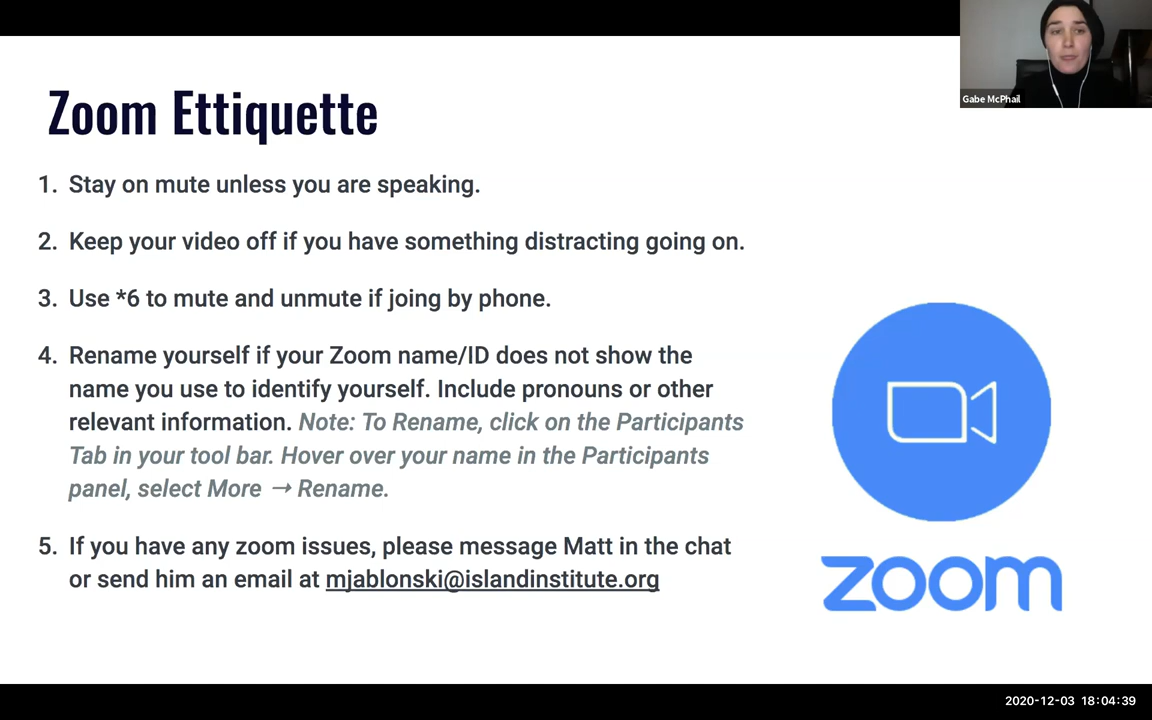 Gabe McPhail
Zoom Ettiquette
1. Stay on mute unless you are speaking.
2. Keep your video off if you have something distracting going on.
3. Use *6 to mute and unmute if joing by phone.
4. Rename yourself if your Zoom name/ID does not show the
name you use to identify yourself. Include pronouns or other
relevant information. Note: To Rename, click on the Participants
Tab in your tool bar. Hover over your name in the Participants
panel, select More → Rename.
5. If you have any zoom issues, please message Matt in the chat
or send him an email at mjablonski@islandinstitute.org
zoom
2020-12-03 18:04:39